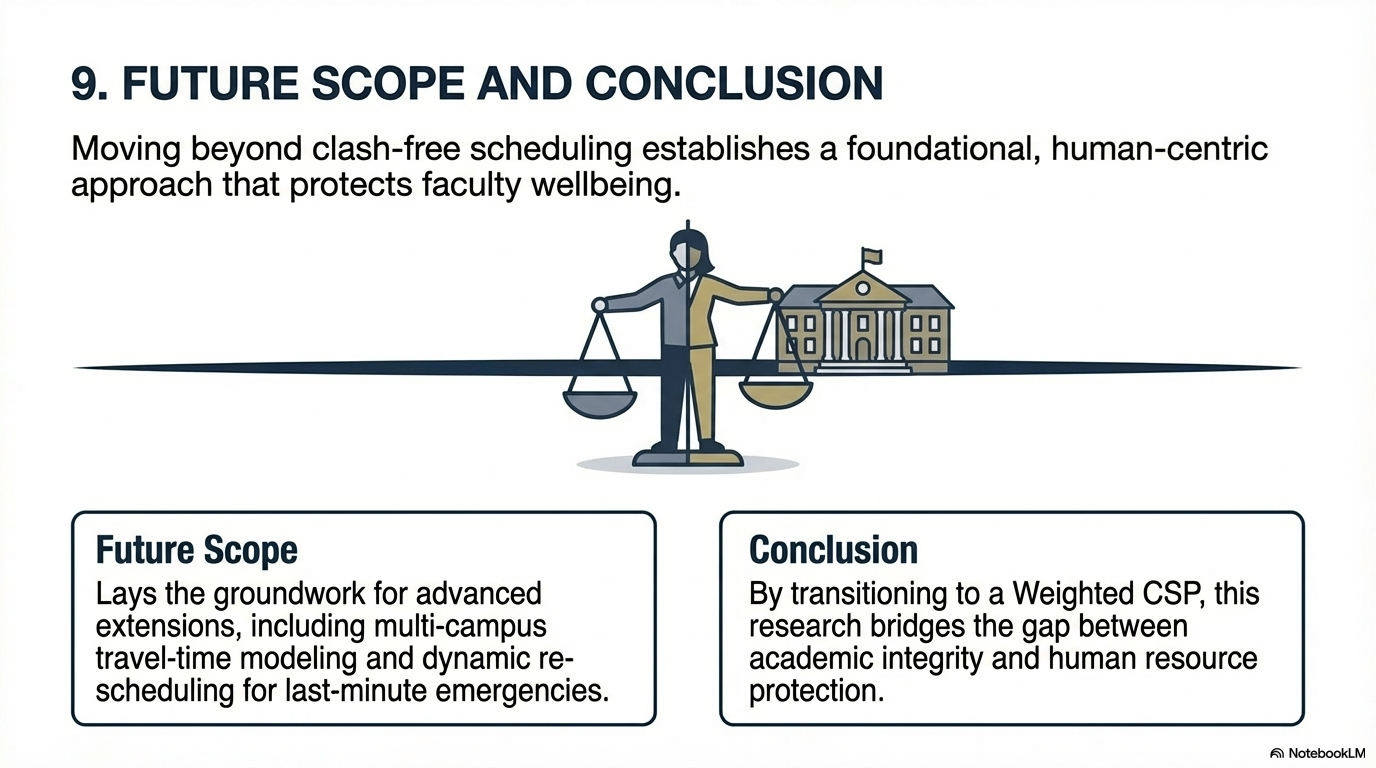 9. FUTURE SCOPE AND CONCLUSION
Moving beyond clash-free scheduling establishes a foundational, human-centric
approach that protects faculty wellbeing.
Future Scope
Lays the groundwork for advanced
extensions, including multi-campus
travel-time modeling and dynamic re-
scheduling for last-minute emergencies.
Conclusion
By transitioning to a Weighted CSP, this
research bridges the gap between
academic integrity and human resource
protection.
NotebookLM